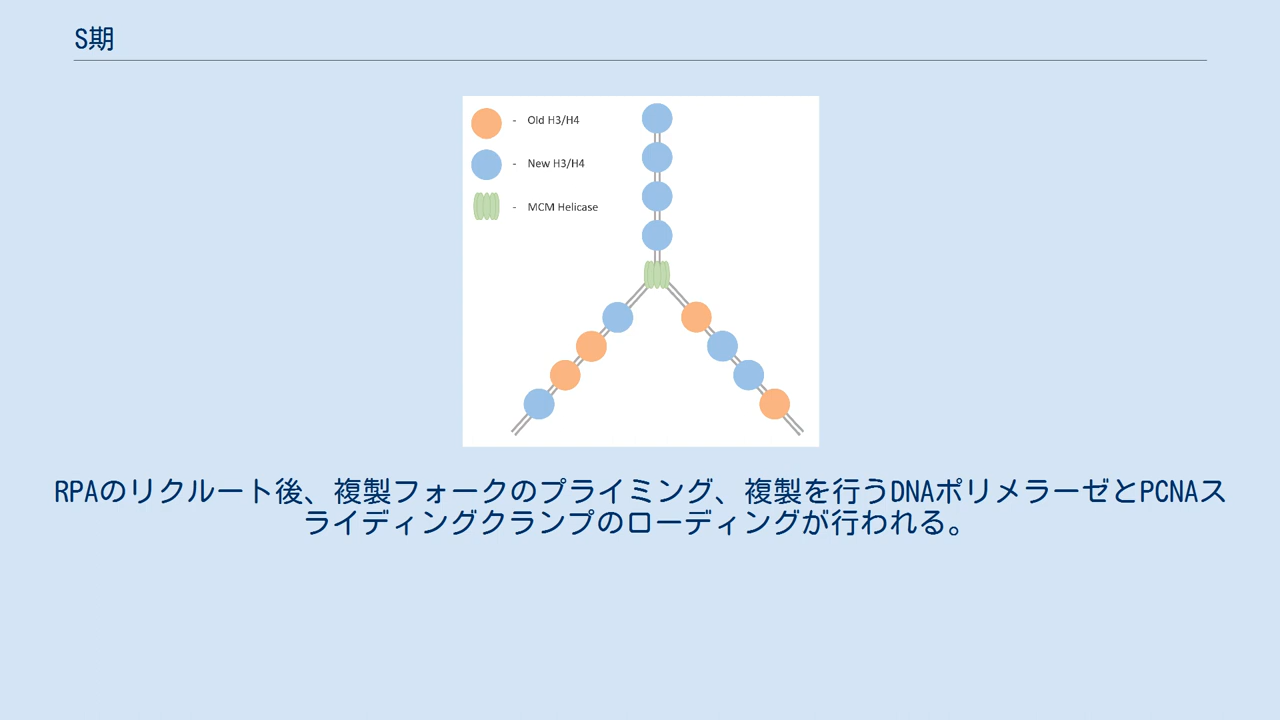 S期
- Old H3/H4
- New H3/H4
- MCM Helicase
RPAのリクルート後、複製フォークのプライミング、複製を行うDNAポリメラーゼとPCNAス
ライディングクランプのローディングが行われる。